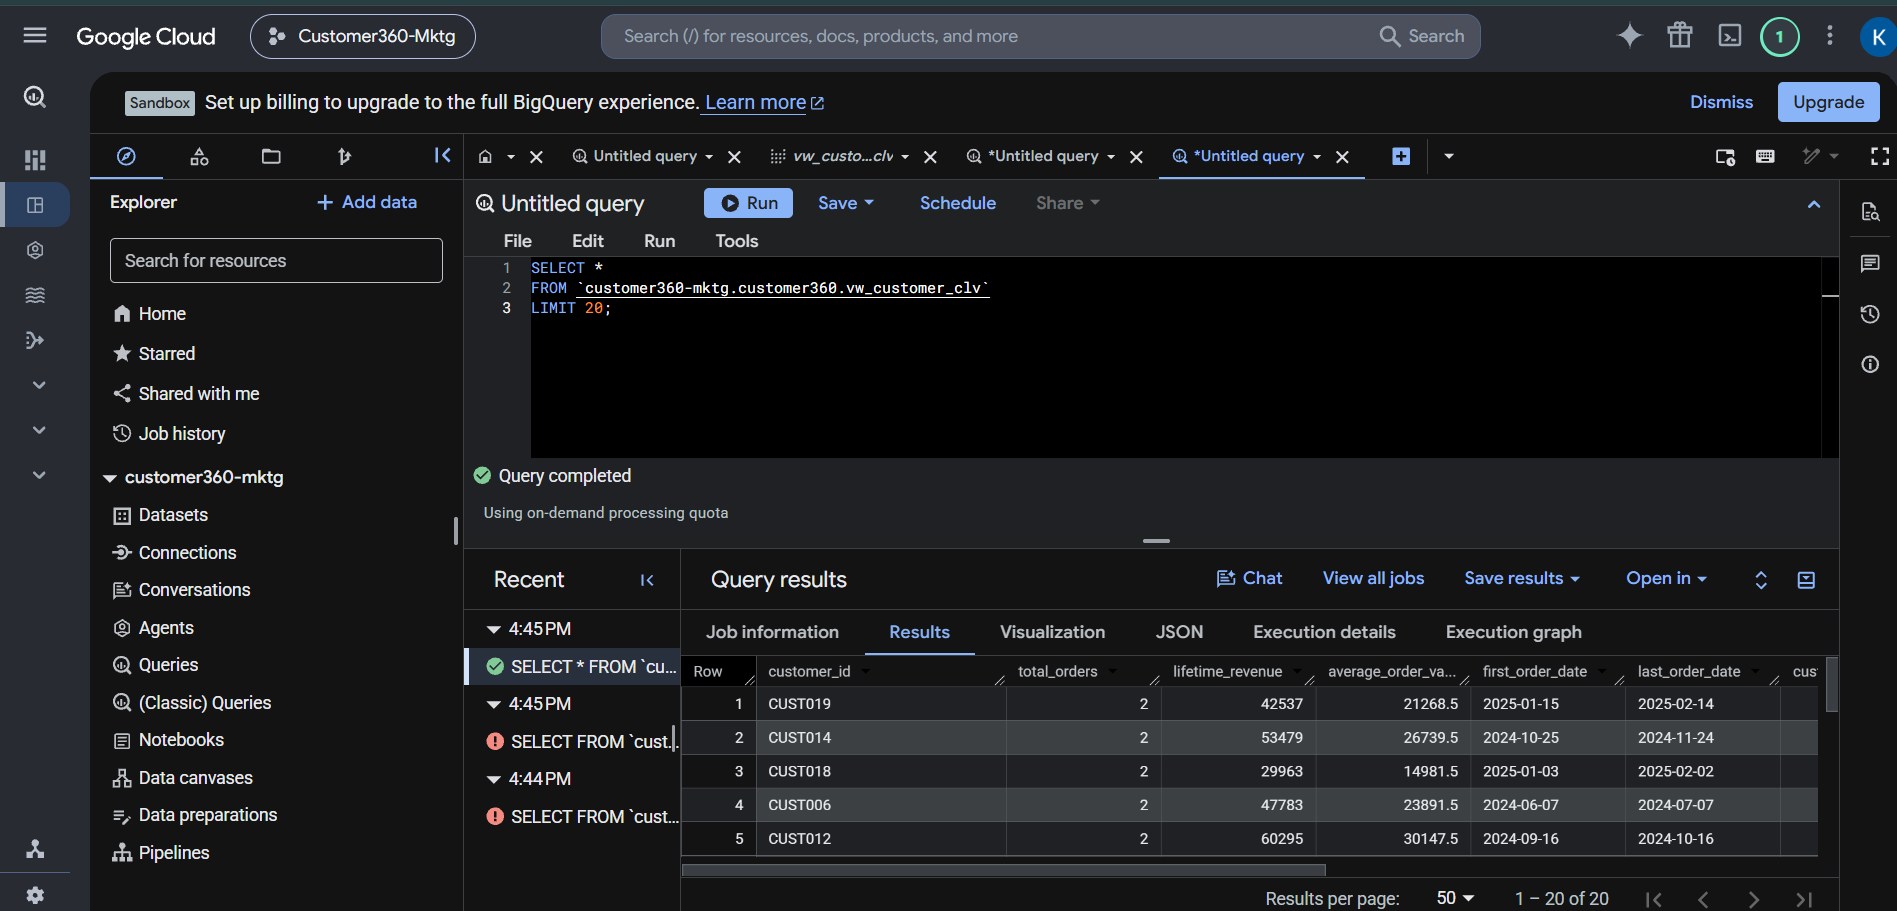 Google Cloud
Customer360-Mktg
Search (/) for resources, docs, products, and more
Search
1
K
Sandbox
Set up billing to upgrade to the full BigQuery experience. Learn more
Dismiss
Upgrade
Untitled query
vw_custo...clv
*Untitled query
*Untitled query
Explorer
+ Add data
Search for resources
Home
Starred
Shared with me
Job history
customer360-mktg
Datasets
Connections
Conversations
Agents
Queries
(Classic) Queries
Notebooks
Data canvases
Data preparations
Pipelines
Untitled query
Run
Save
Schedule
Share
File Edit Run Tools
1 SELECT *
2 FROM `customer360-mktg.customer360.vw_customer_clv`
3 LIMIT 20;
Query completed
Using on-demand processing quota
Recent
4:45 PM
SELECT * FROM `cu...
4:45 PM
SELECT FROM `cust...
4:44 PM
SELECT FROM `cust...
Query results
Chat
View all jobs
Save results
Open in
Job information Results Visualization JSON Execution details Execution graph
Row customer_id total_orders lifetime_revenue average_order_va... first_order_date last_order_date cus
1 CUST019 2 42537 21268.5 2025-01-15 2025-02-14
2 CUST014 2 53479 26739.5 2024-10-25 2024-11-24
3 CUST018 2 29963 14981.5 2025-01-03 2025-02-02
4 CUST006 2 47783 23891.5 2024-06-07 2024-07-07
5 CUST012 2 60295 30147.5 2024-09-16 2024-10-16
Results per page: 50 1 – 20 of 20